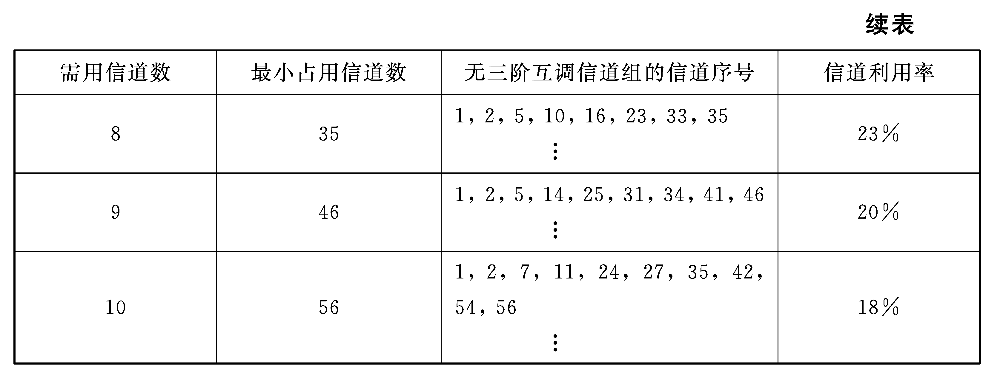 续表
需用信道数 最小占用信道数 无三阶互调信道组的信道序号 信道利用率
8 35 1，2，5，10，16，23，33，35 23%
⋮
9 46 1，2，5，14，25，31，34，41，46 20%
⋮
10 56 1，2，7，11，24，27，35，42， 18%
54，56
⋮